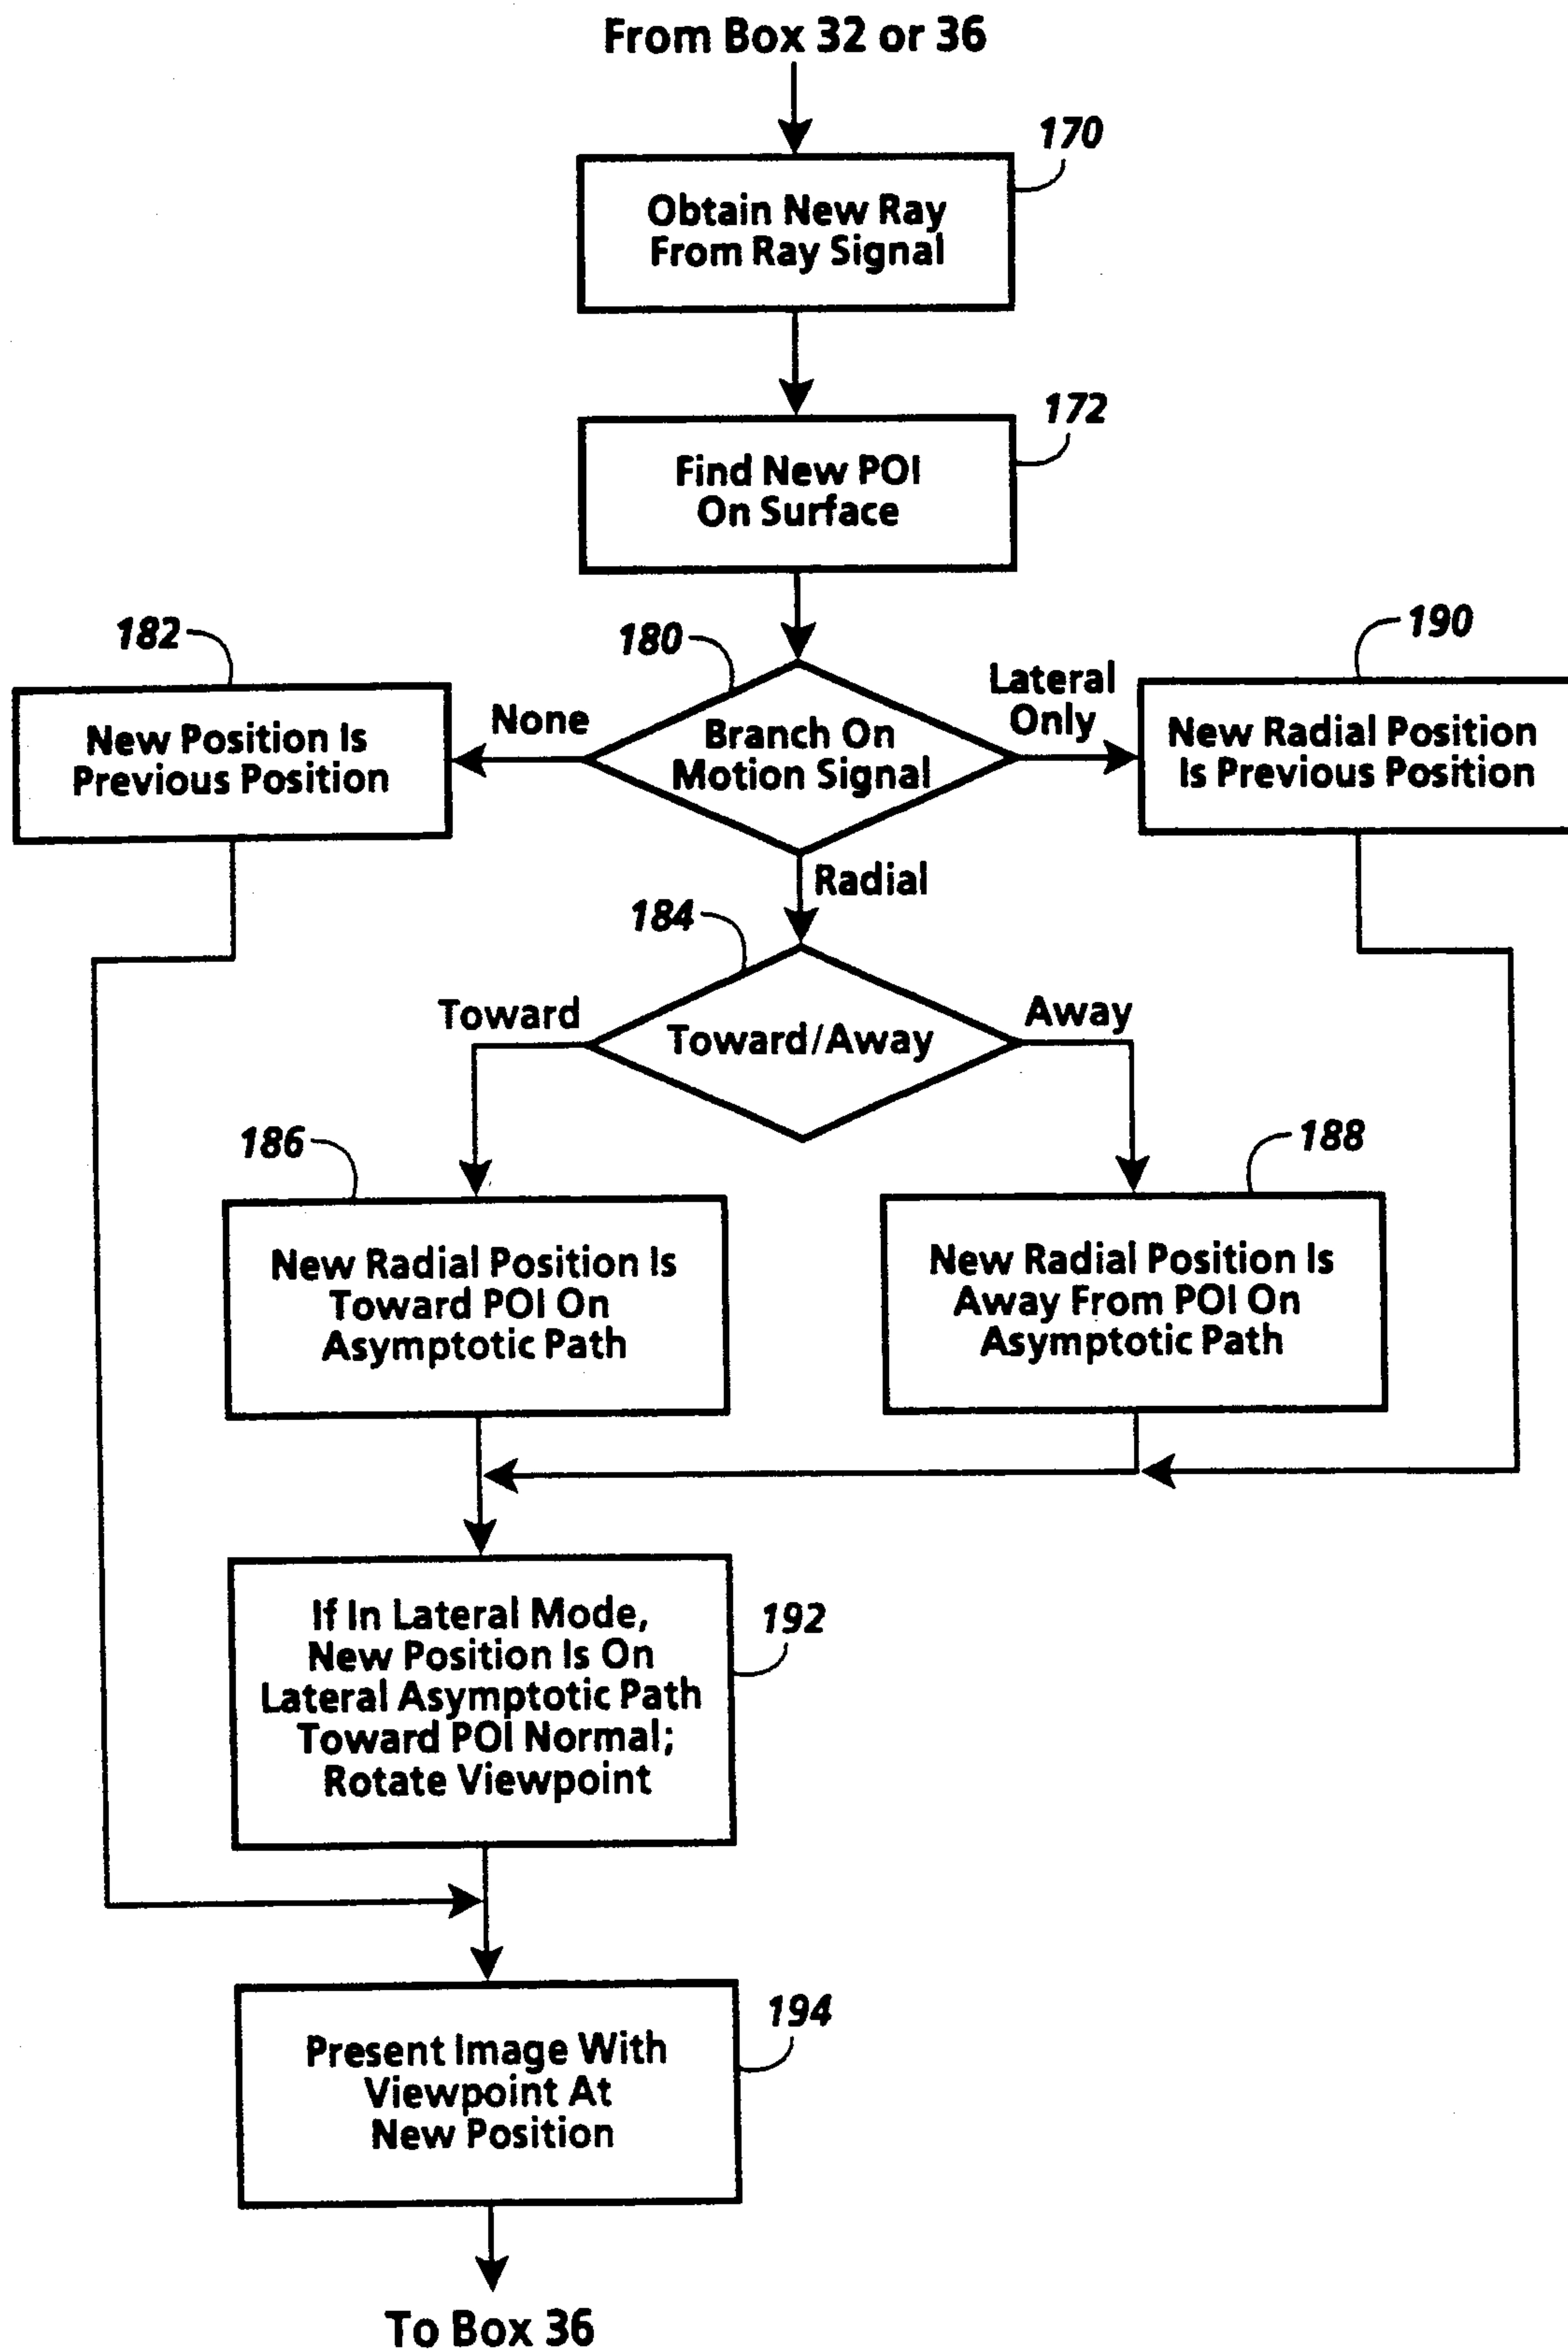 From Box 32 or 36
170
Obtain New Ray
From Ray Signal
172
Find New POI
On Surface
182
180
190
New Position Is
Previous Position
None
Branch On
Motion Signal
Lateral
Only
New Radial Position
Is Previous Position
Radial
184
Toward
Toward/Away
Away
186
188
New Radial Position Is
Toward POI On
Asymptotic Path
New Radial Position Is
Away From POI On
Asymptotic Path
If In Lateral Mode,
New Position Is On
Lateral Asymptotic Path
Toward POI Normal;
Rotate Viewpoint
192
Present Image With
Viewpoint At
New Position
194
To Box 36